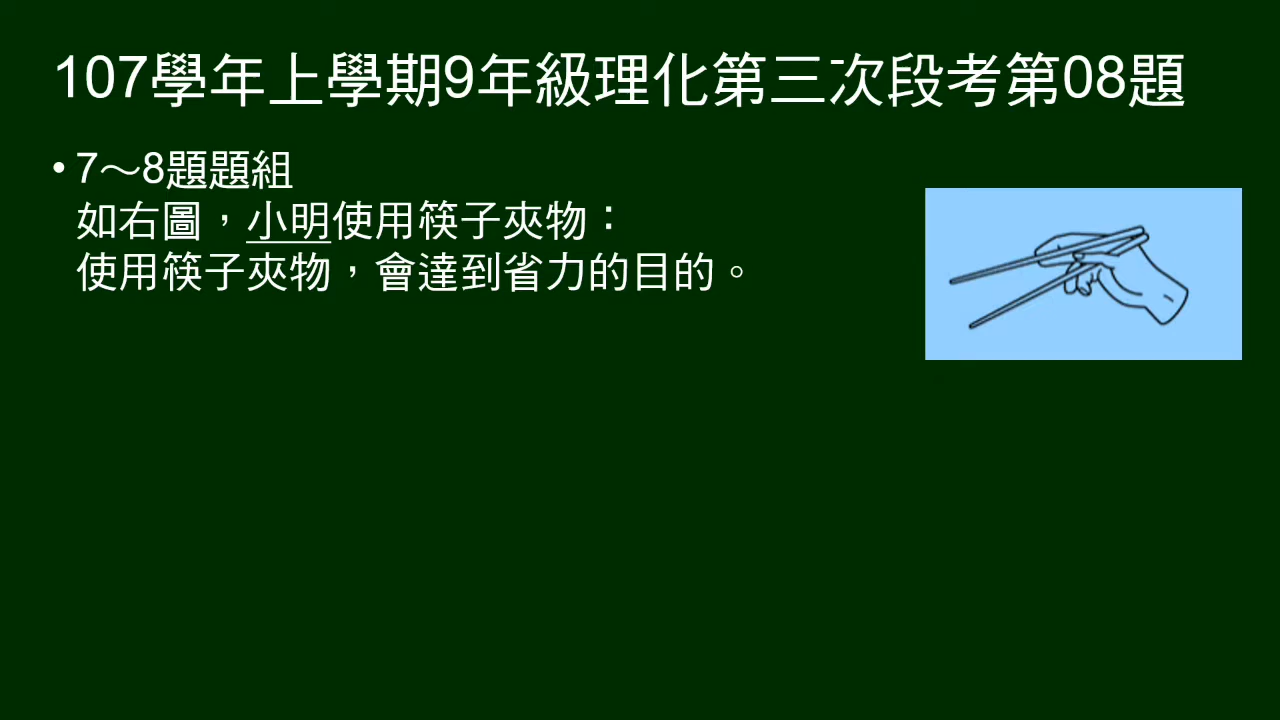 107學年上學期9年級理化第三次段考第08題
• 7～8題題組
如右圖，小明使用筷子夾物：
使用筷子夾物，會達到省力的目的。